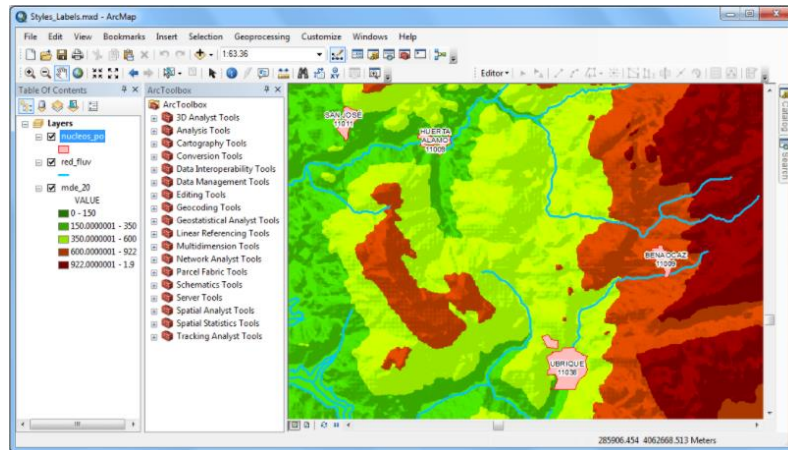 Styles_Labels.mxd - ArcMap
File Edit View Bookmarks Insert Selection Geoprocessing Customize Windows Help
1:63.36
Editor
Table Of Contents
Layers
nucleos_po
red_fluv
mde_20
VALUE
0 - 150
150.0000001 - 350
350.0000001 - 600
600.0000001 - 922
922.0000001 - 1.9
ArcToolbox
ArcToolbox
3D Analyst Tools
Analysis Tools
Cartography Tools
Conversion Tools
Data Interoperability Tools
Data Management Tools
Editing Tools
Geocoding Tools
Geostatistical Analyst Tools
Linear Referencing Tools
Multidimension Tools
Network Analyst Tools
Parcel Fabric Tools
Schematics Tools
Server Tools
Spatial Analyst Tools
Spatial Statistics Tools
Tracking Analyst Tools
SAN JOSE
11011
HUERTA
ALAMO
BENAOCAZ
UBRIQUE
11038
Catalog
Search
285906.454 4062668.513 Meters